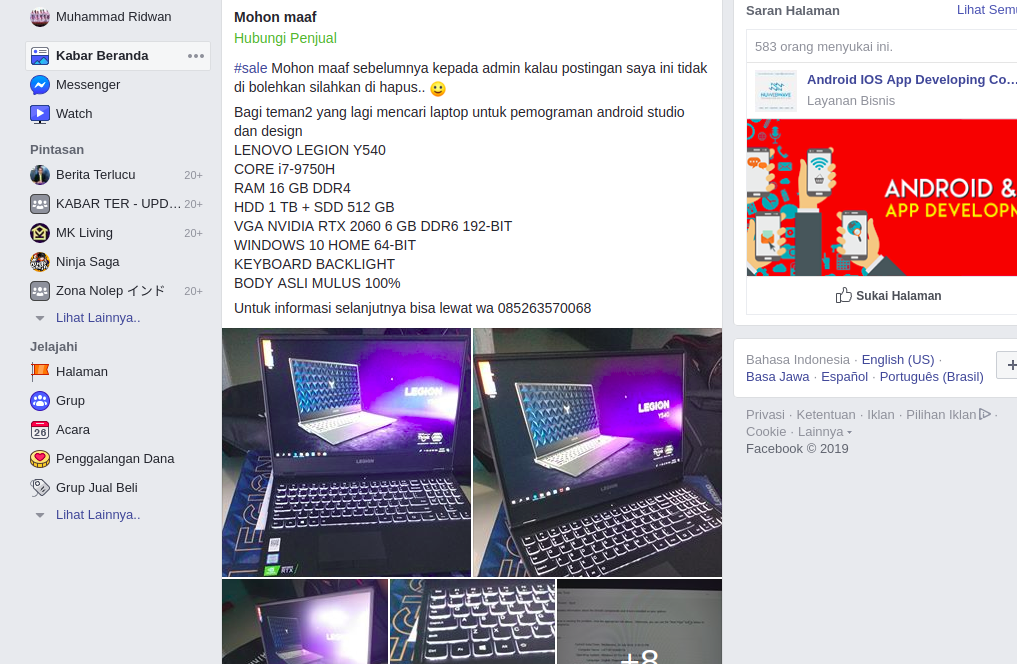 Muhammad Ridwan
Kabar Beranda
Messenger
Watch
Pintasan
Berita Terlucu 20+
KABAR TER - UPD... 20+
MK Living 20+
Ninja Saga
Zona Nolep インド 20+
Lihat Lainnya..
Jelajahi
Halaman
Grup
26 Acara
Penggalangan Dana
Grup Jual Beli
Lihat Lainnya..
Mohon maaf
Hubungi Penjual
#sale Mohon maaf sebelumnya kepada admin kalau postingan saya ini tidak
di bolehkan silahkan di hapus..
Bagi teman2 yang lagi mencari laptop untuk pemograman android studio
dan design
LENOVO LEGION Y540
CORE i7-9750H
RAM 16 GB DDR4
HDD 1 TB + SDD 512 GB
VGA NVIDIA RTX 2060 6 GB DDR6 192-BIT
WINDOWS 10 HOME 64-BIT
KEYBOARD BACKLIGHT
BODY ASLI MULUS 100%
Untuk informasi selanjutnya bisa lewat wa 085263570068
LEGION
Y540
LEGION
RTX
LEGION
Y540
LEGION
+8
Saran Halaman
Lihat Semu
583 orang menyukai ini.
Android IOS App Developing Co...
Layanan Bisnis
ANDROID &
APP DEVELOPM
Sukai Halaman
Bahasa Indonesia · English (US) ·
Basa Jawa · Español · Português (Brasil)
+
Privasi · Ketentuan · Iklan · Pilihan Iklan ·
Cookie · Lainnya
Facebook © 2019